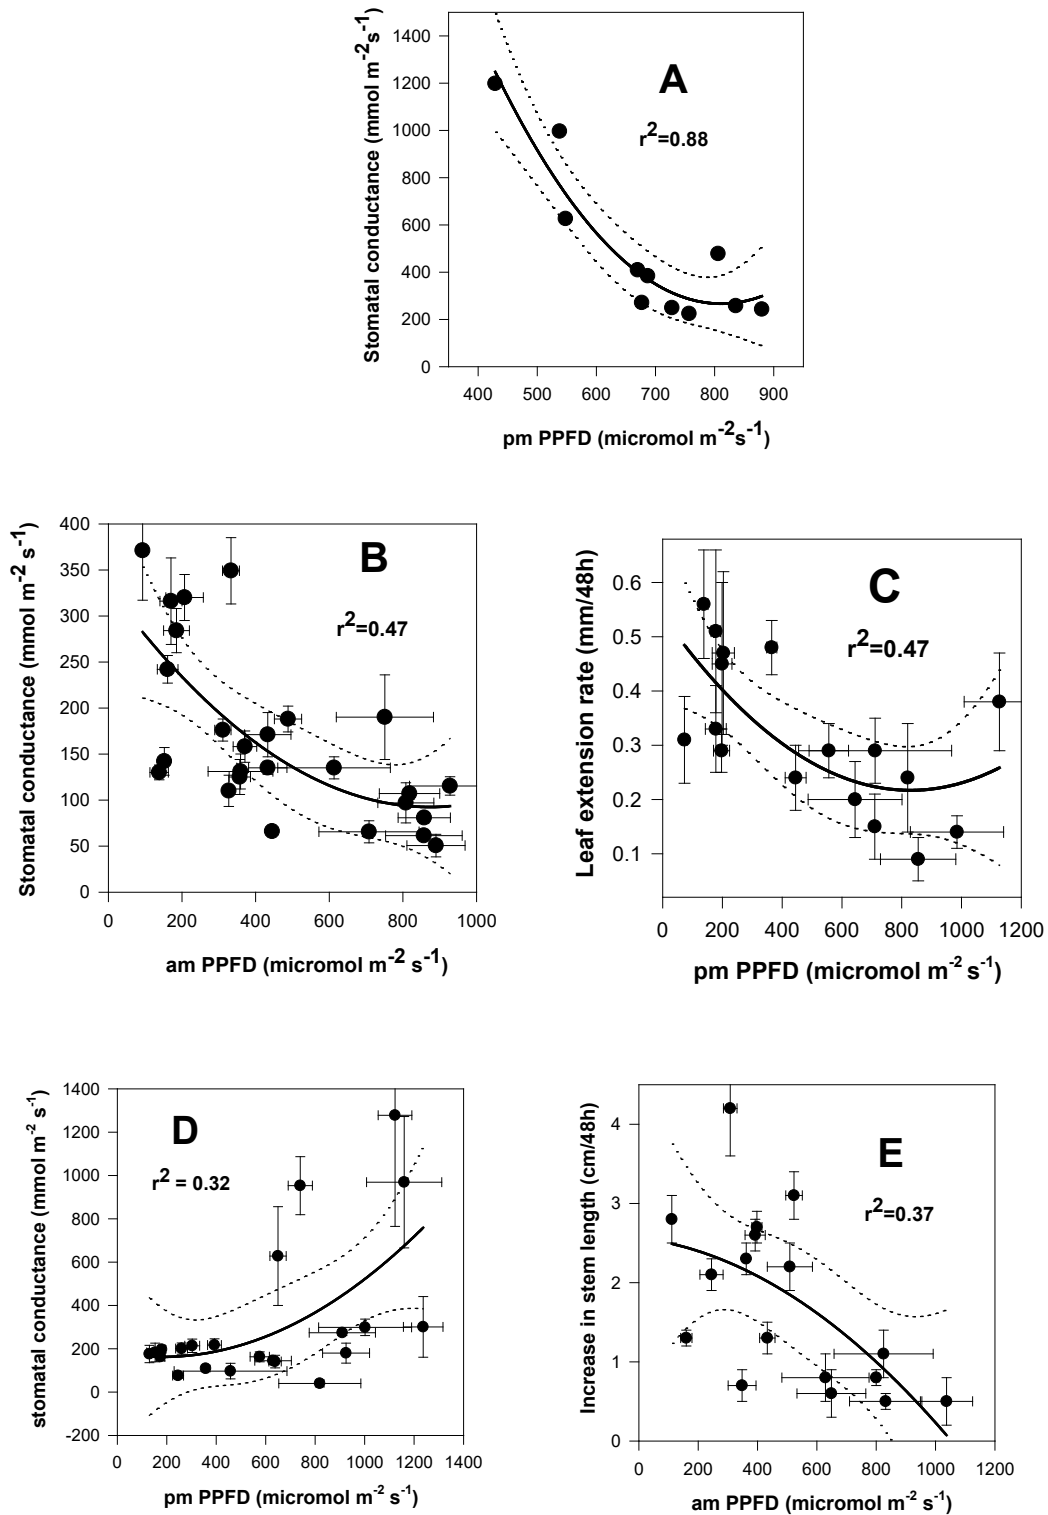 Stomatal conductance (mmol m⁻²s⁻¹)
1400
1200
1000
800
600
400
200
0
A
r²=0.88
400 500 600 700 800 900
pm PPFD (micromol m⁻²s⁻¹)
Stomatal conductance (mmol m⁻² s⁻¹)
400
350
300
250
200
150
100
50
0
B
r²=0.47
0 200 400 600 800 1000
am PPFD (micromol m⁻² s⁻¹)
Leaf extension rate (mm/48h)
0.6
0.5
0.4
0.3
0.2
0.1
C
r²=0.47
0 200 400 600 800 1000 1200
pm PPFD (micromol m⁻² s⁻¹)
stomatal conductance (mmol m⁻² s⁻¹)
1400
1200
1000
800
600
400
200
0
-200
D
r² = 0.32
0 200 400 600 800 1000 1200 1400
pm PPFD (micromol m⁻² s⁻¹)
Increase in stem length (cm/48h)
4
3
2
1
0
E
r²=0.37
0 200 400 600 800 1000 1200
am PPFD (micromol m⁻² s⁻¹)